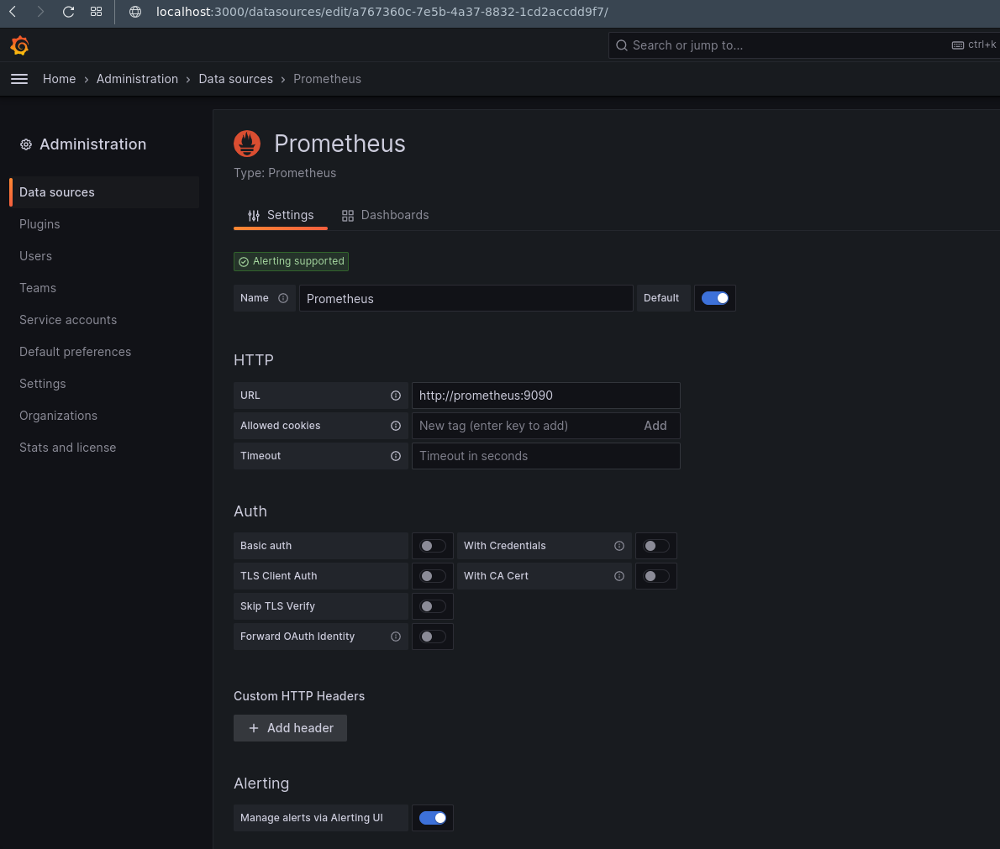 localhost:3000/datasources/edit/a767360c-7e5b-4a37-8832-1cd2accdd9f7/
Search or jump to... ctrl+k
Home › Administration › Data sources › Prometheus
Administration
Data sources
Plugins
Users
Teams
Service accounts
Default preferences
Settings
Organizations
Stats and license
Prometheus
Type: Prometheus
Settings Dashboards
Alerting supported
Name Prometheus Default
HTTP
URL http://prometheus:9090
Allowed cookies New tag (enter key to add) Add
Timeout Timeout in seconds
Auth
Basic auth With Credentials
TLS Client Auth With CA Cert
Skip TLS Verify
Forward OAuth Identity
Custom HTTP Headers
+ Add header
Alerting
Manage alerts via Alerting UI